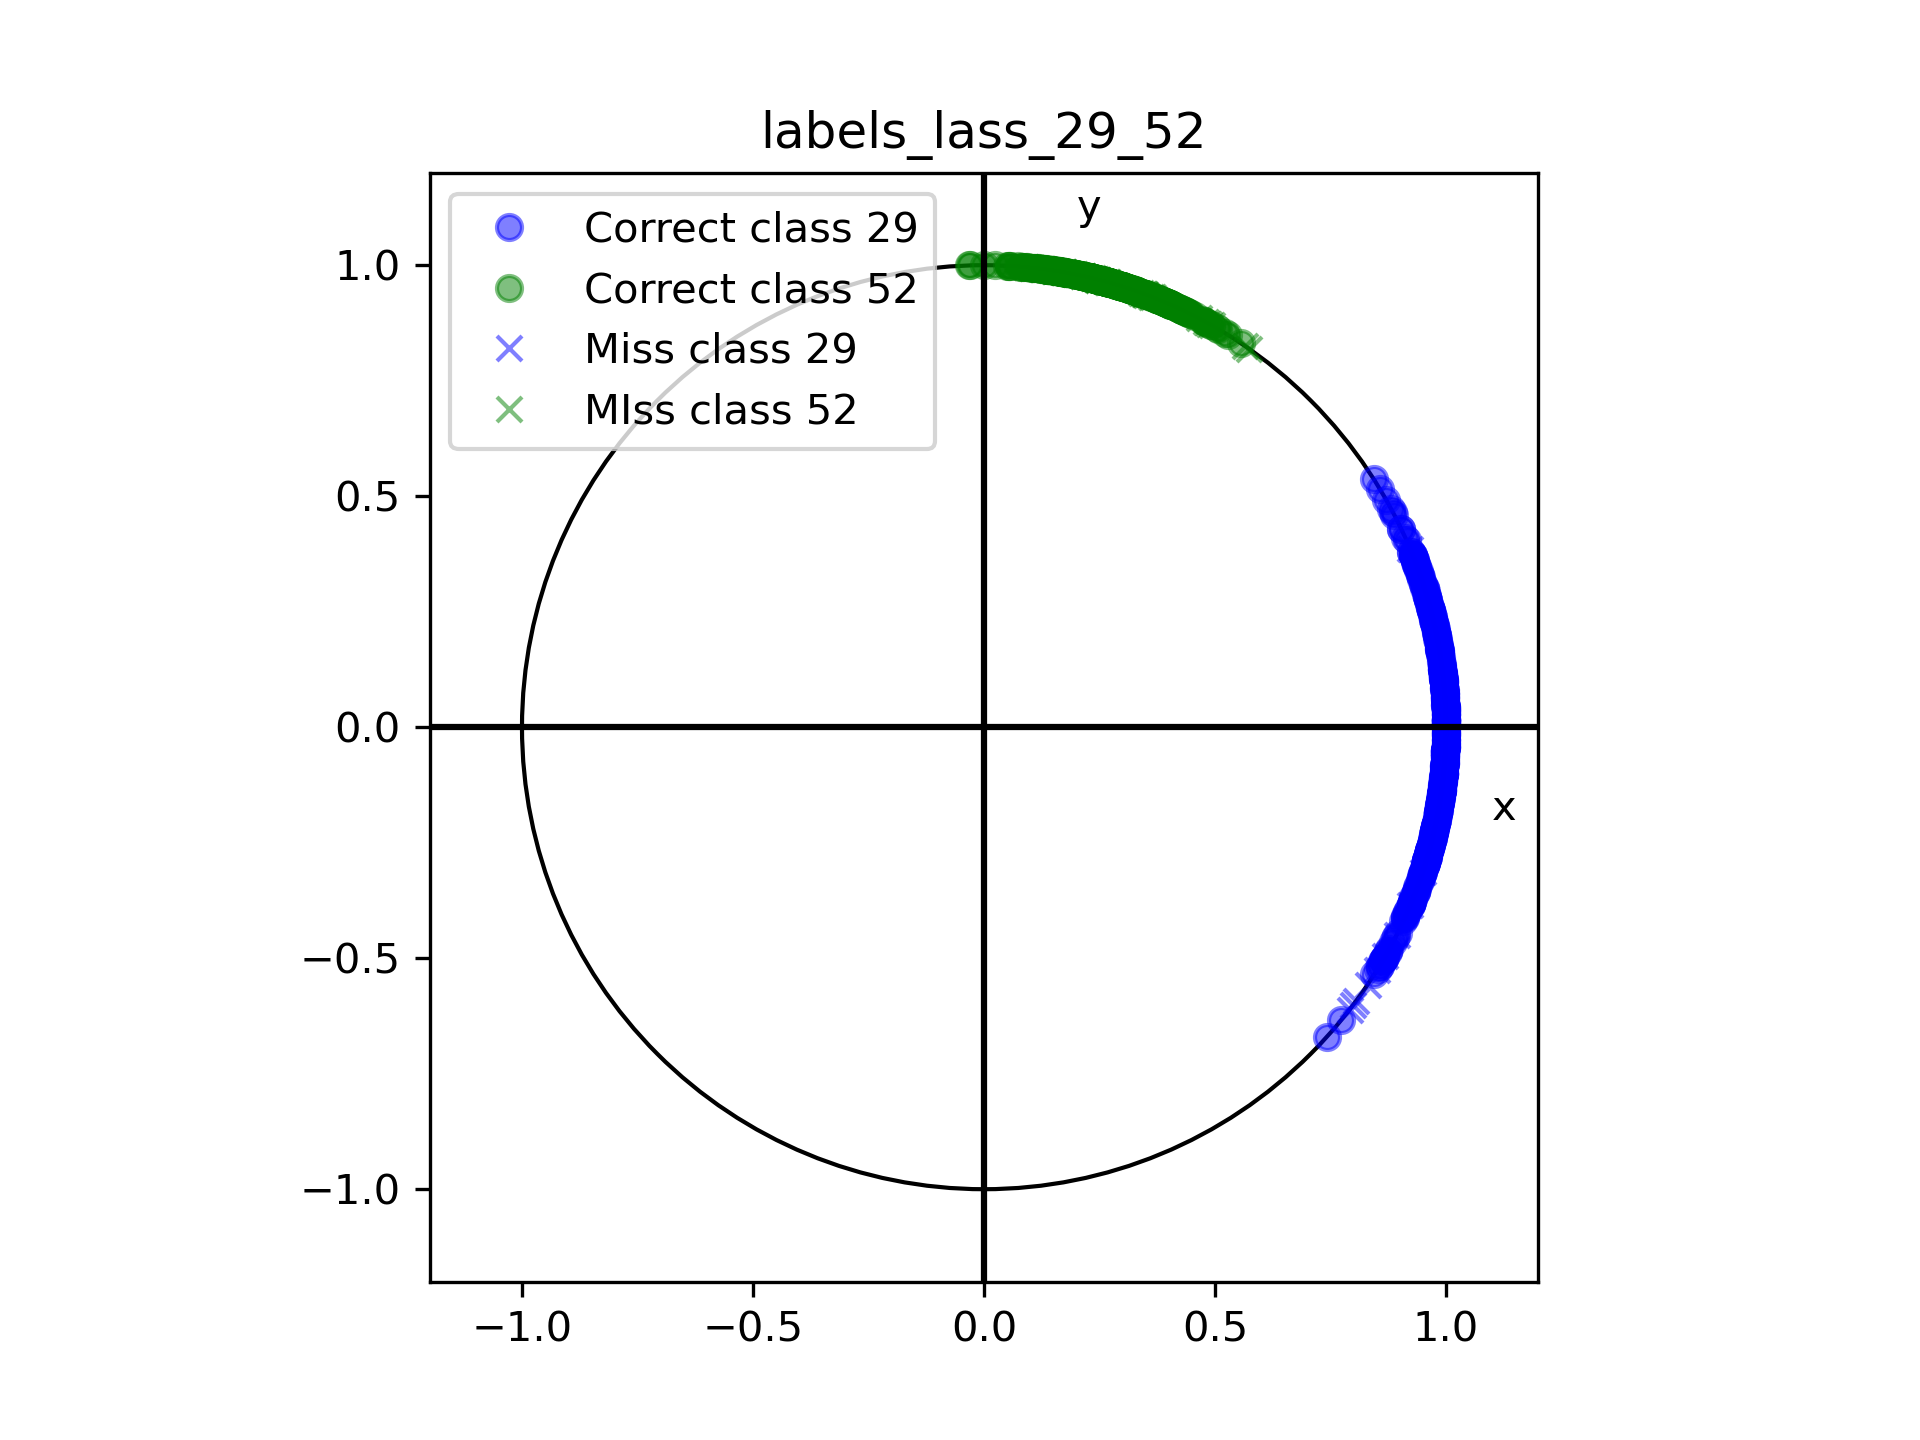 labels_lass_29_52
Correct class 29
Correct class 52
Miss class 29
MIss class 52
y
x
1.0
0.5
0.0
−0.5
−1.0
−1.0 −0.5 0.0 0.5 1.0